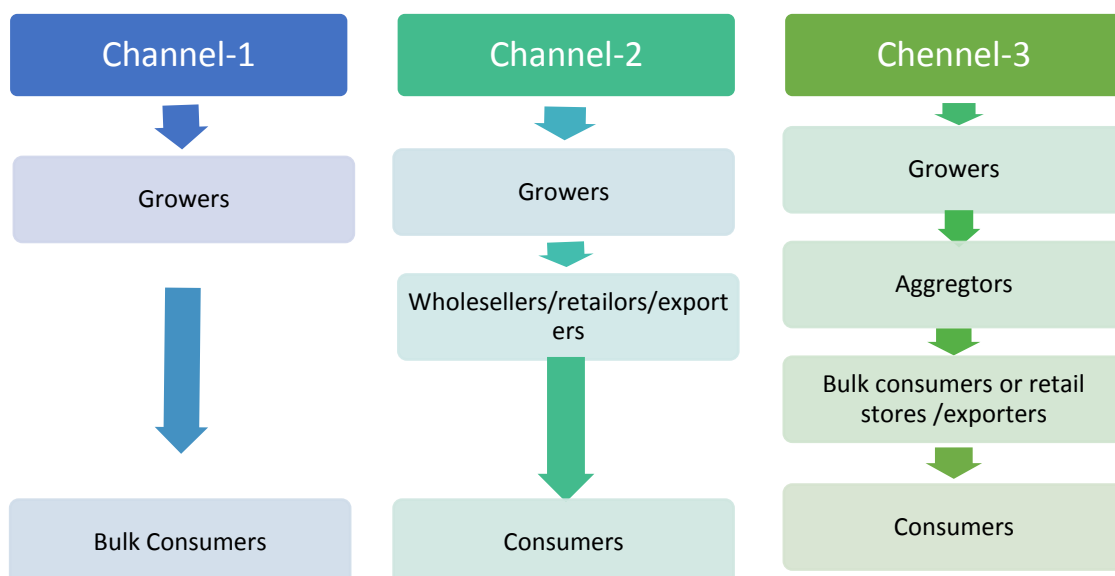 Channel-1
Growers
Bulk Consumers
Channel-2
Growers
Wholesellers/retailors/export
ers
Consumers
Chennel-3
Growers
Aggregtors
Bulk consumers or retail
stores /exporters
Consumers